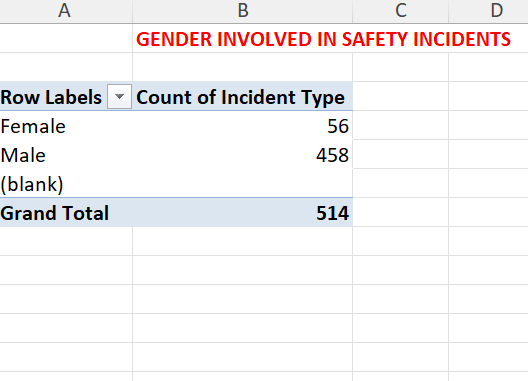 A B C D
GENDER INVOLVED IN SAFETY INCIDENTS
Row Labels Count of Incident Type
Female 56
Male 458
(blank)
Grand Total 514